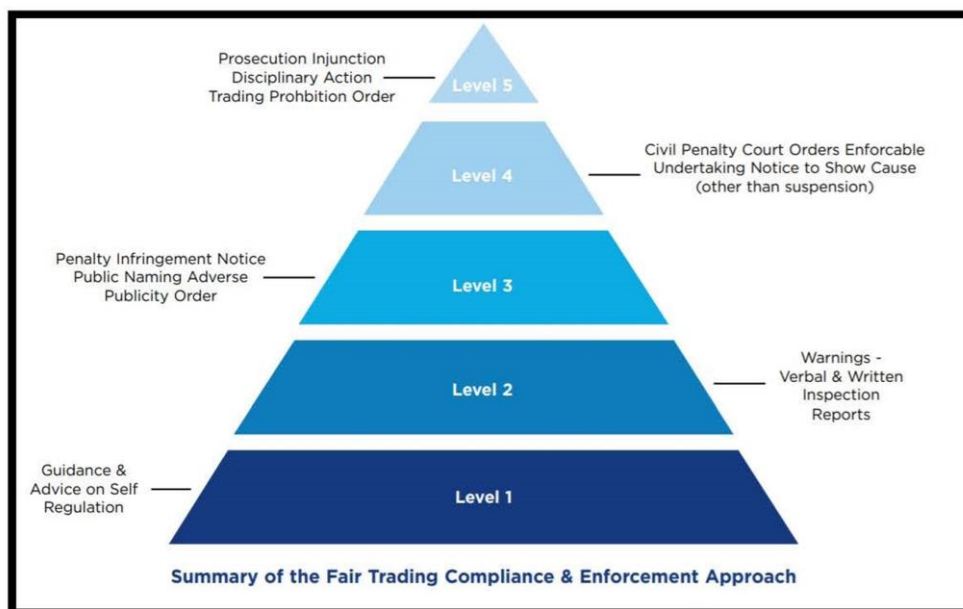 Prosecution Injunction
Disciplinary Action
Trading Prohbition Order
Level 5
Level 4
Civil Penalty Court Orders Enforcable
Undertaking Notice to Show Cause
(other than suspension)
Penalty Infringement Notice
Public Naming Adverse
Publicity Order
Level 3
Level 2
Warnings -
Verbal & Written
Inspection
Reports
Guidance &
Advice on Self
Regulation
Level 1
Summary of the Fair Trading Compliance & Enforcement Approach